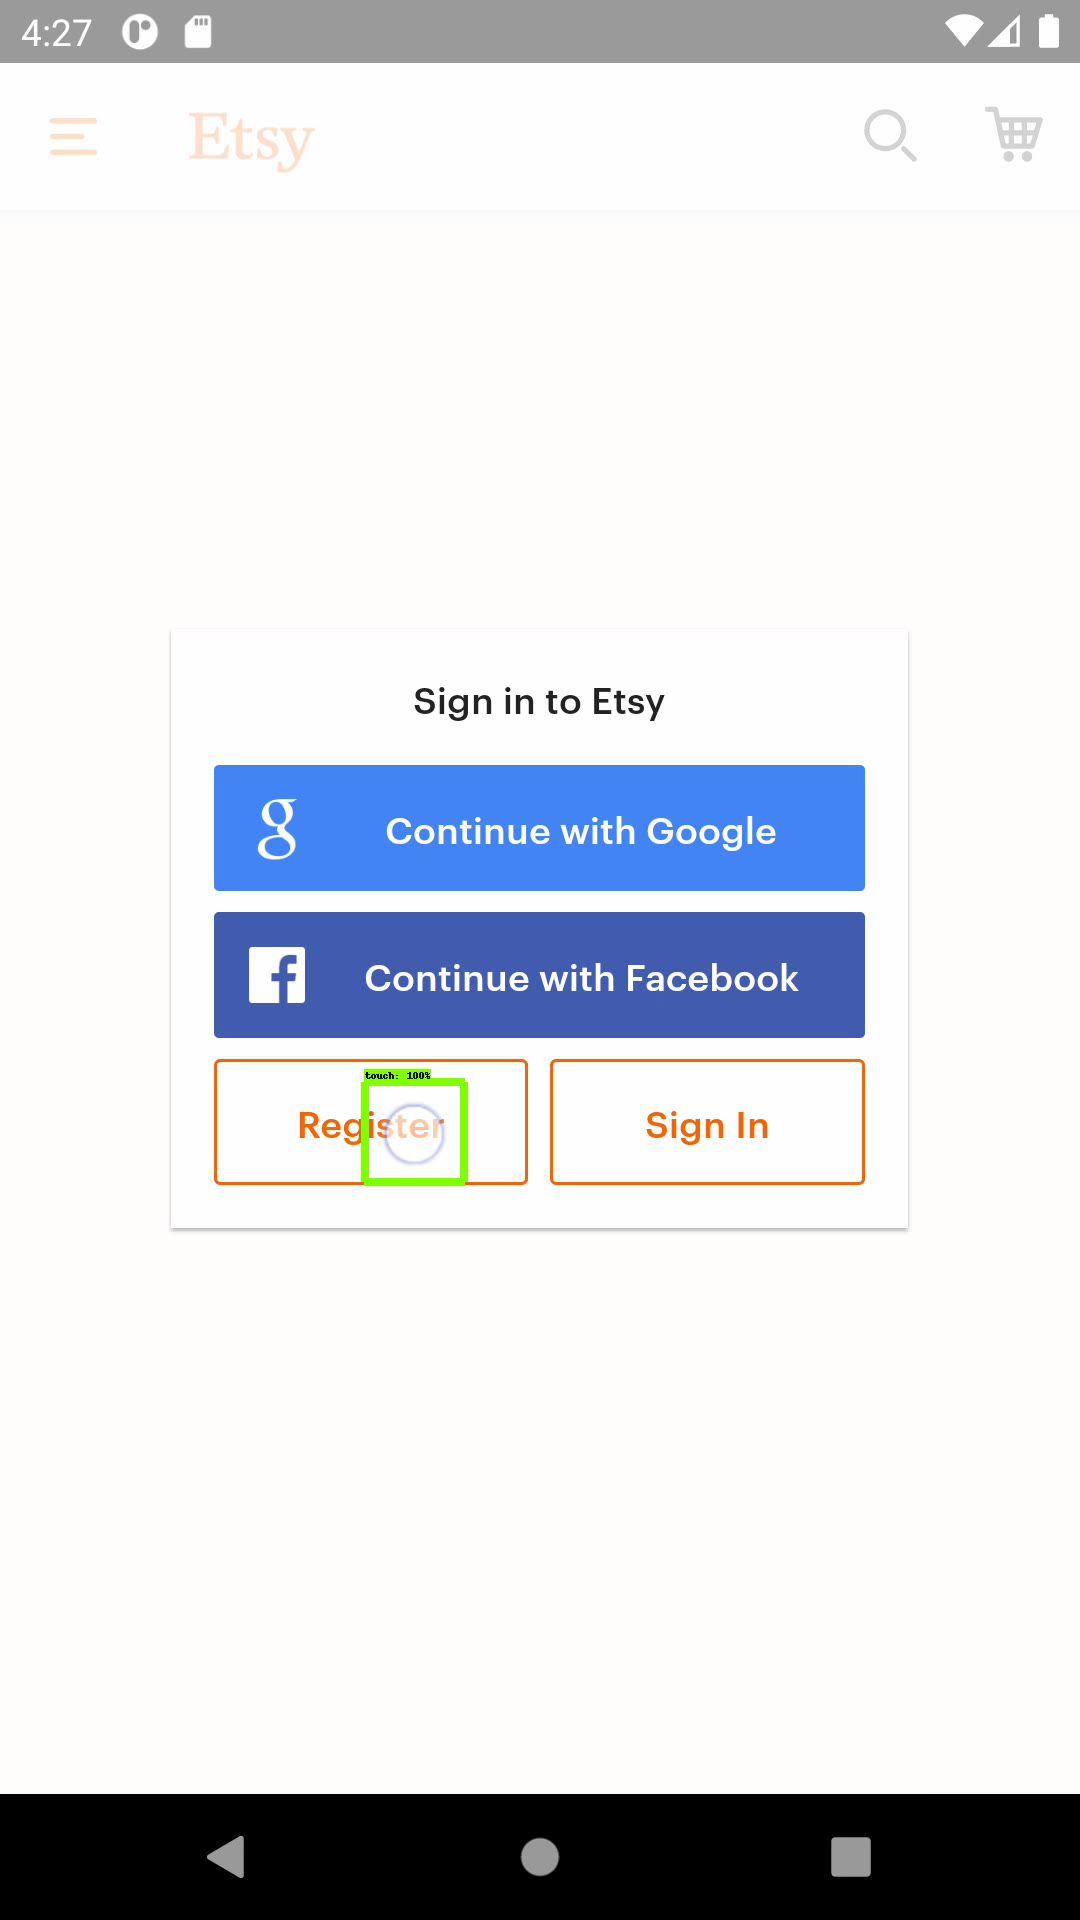 4:27
Etsy
Sign in to Etsy
g Continue with Google
f Continue with Facebook
touch: 100%
Register Sign In